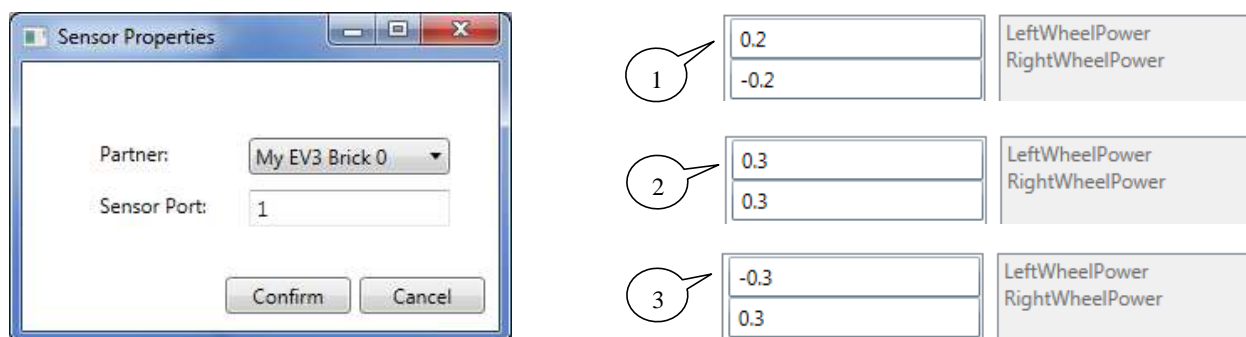 Sensor Properties
Partner:
My EV3 Brick 0
Sensor Port:
1
Confirm
Cancel
1
0.2
-0.2
LeftWheelPower
RightWheelPower
2
0.3
0.3
LeftWheelPower
RightWheelPower
3
-0.3
0.3
LeftWheelPower
RightWheelPower